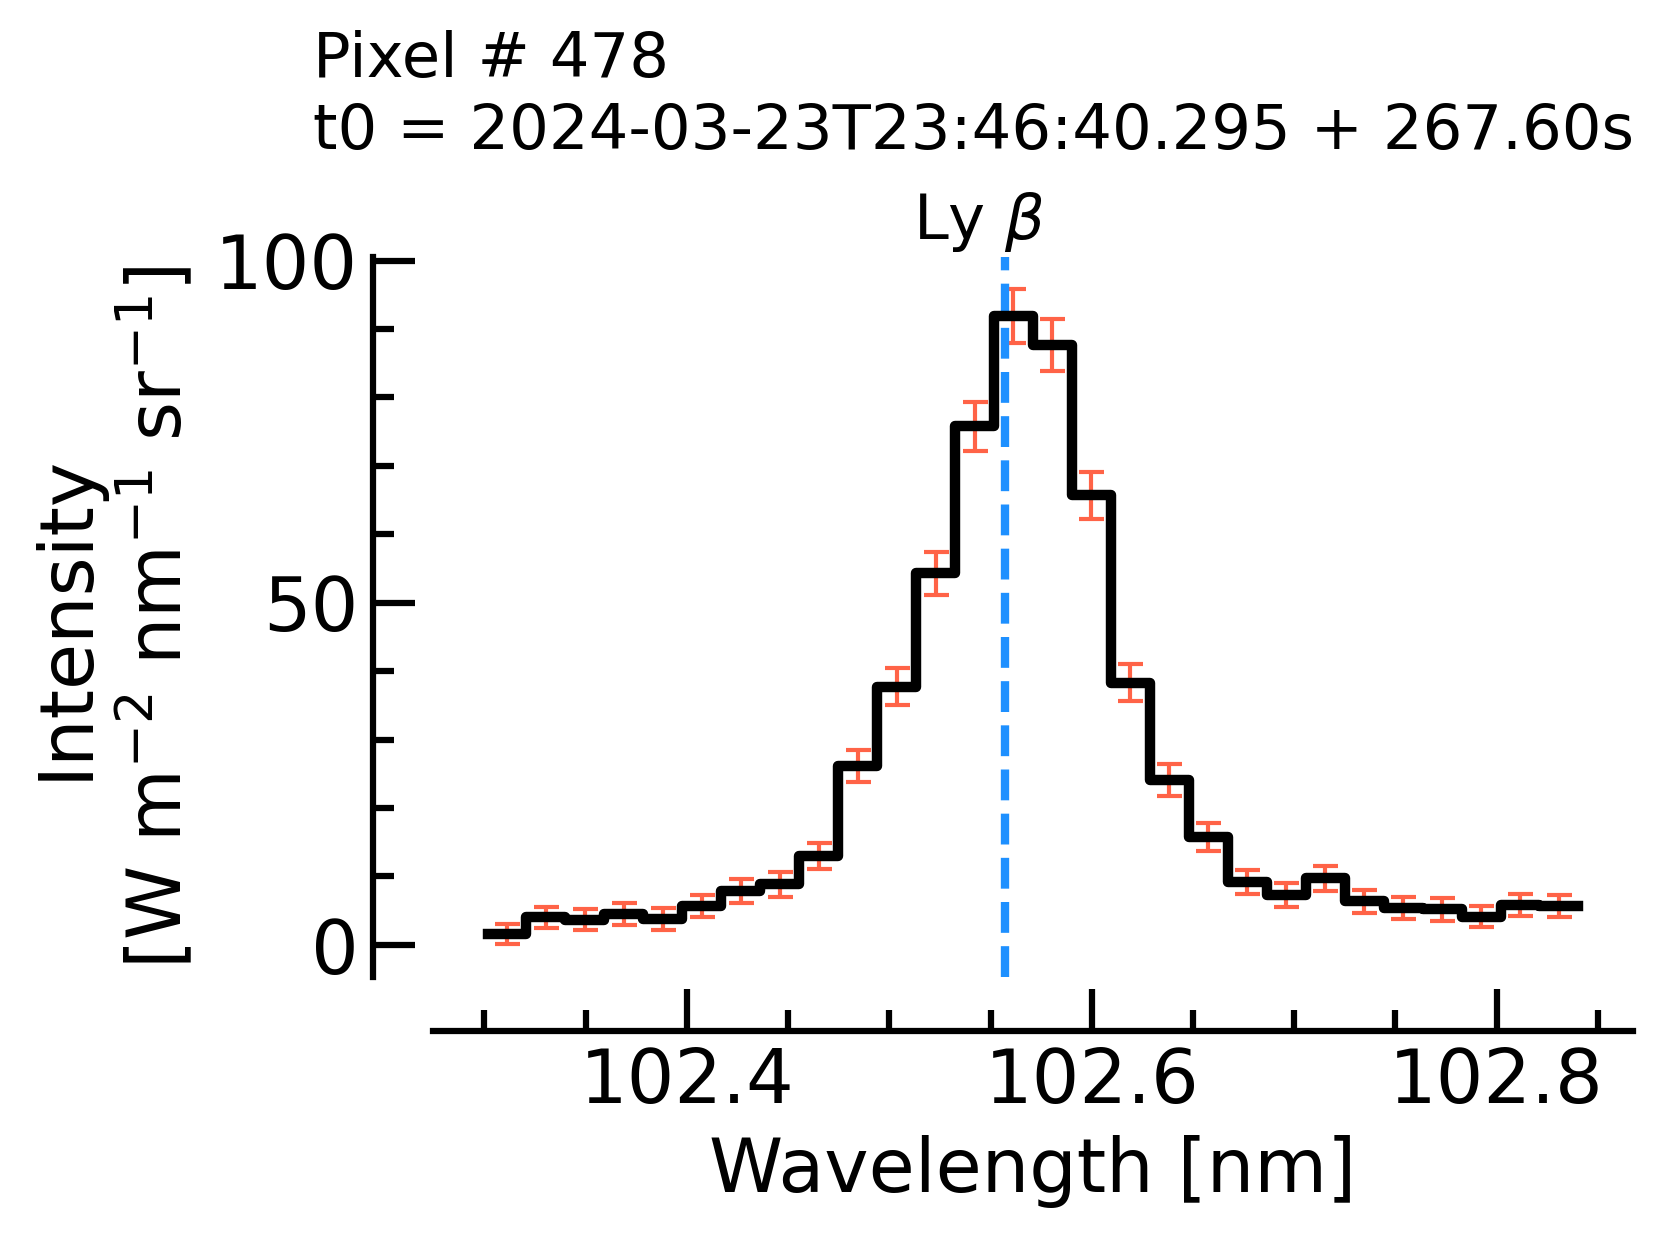 Pixel # 478
t0 = 2024-03-23T23:46:40.295 + 267.60s
Ly β
100
50
0
Intensity
[W m⁻² nm⁻¹ sr⁻¹]
102.4 102.6 102.8
Wavelength [nm]